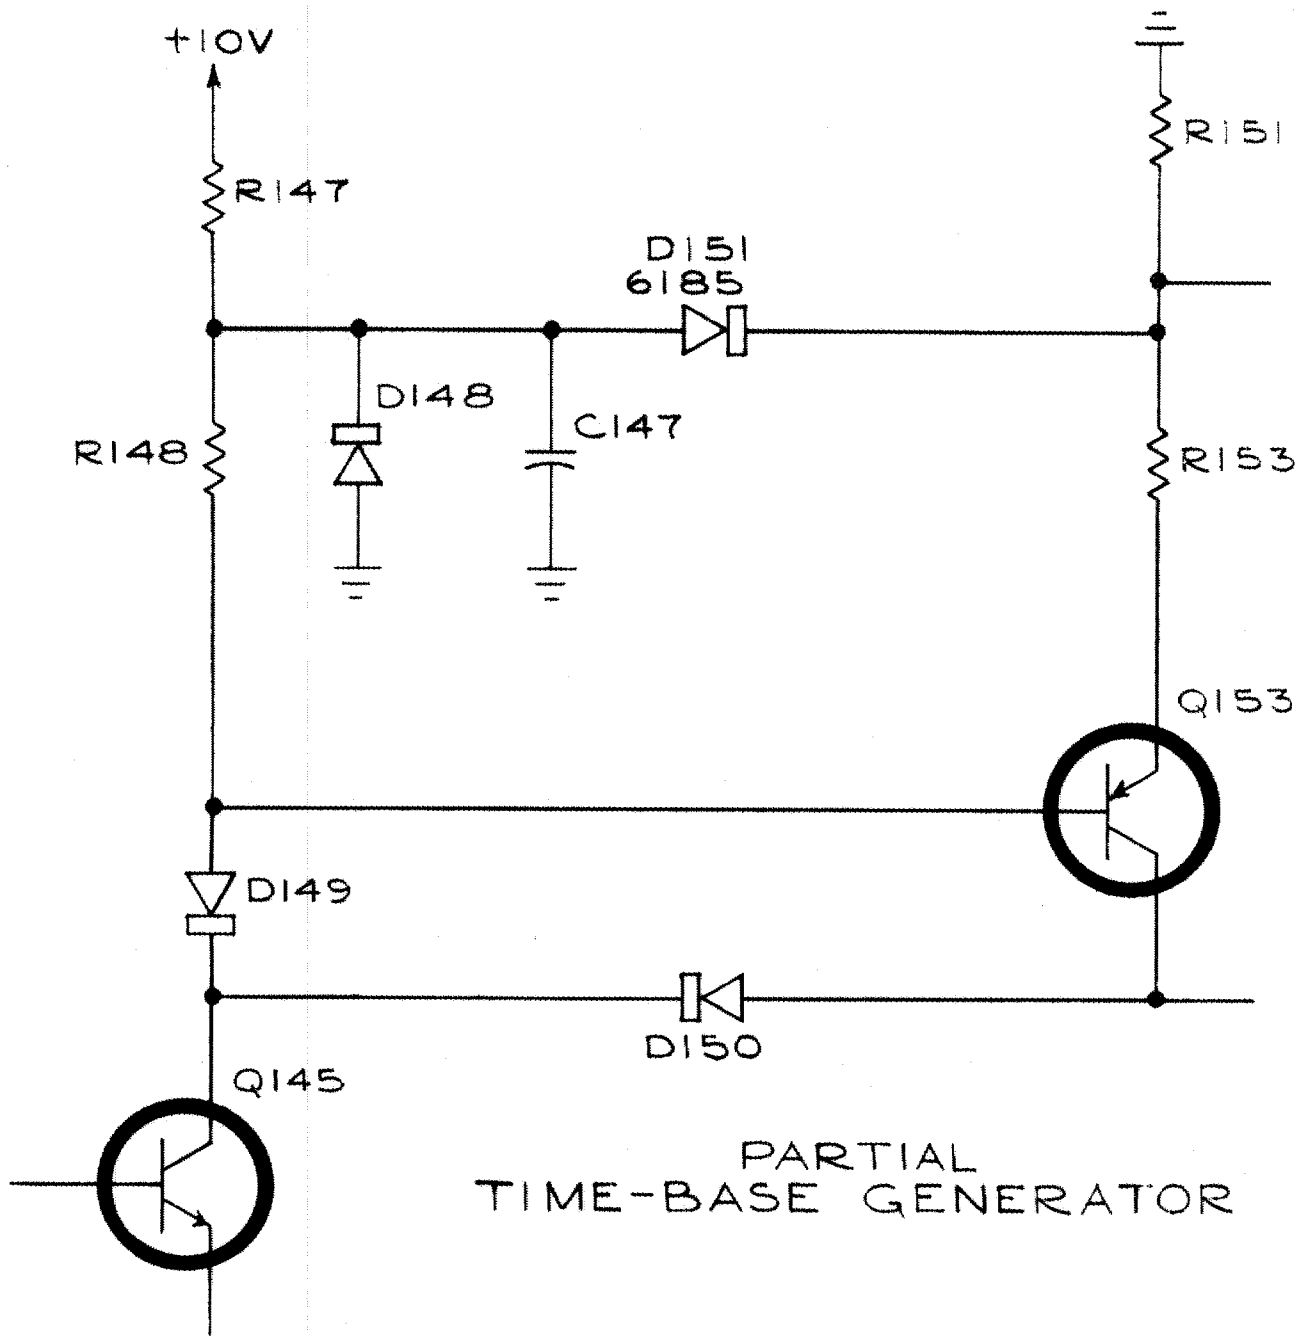 +10V
R151
R147
D151
6185
D148
C147
R148
R153
Q153
D149
D150
Q145
PARTIAL
TIME-BASE GENERATOR